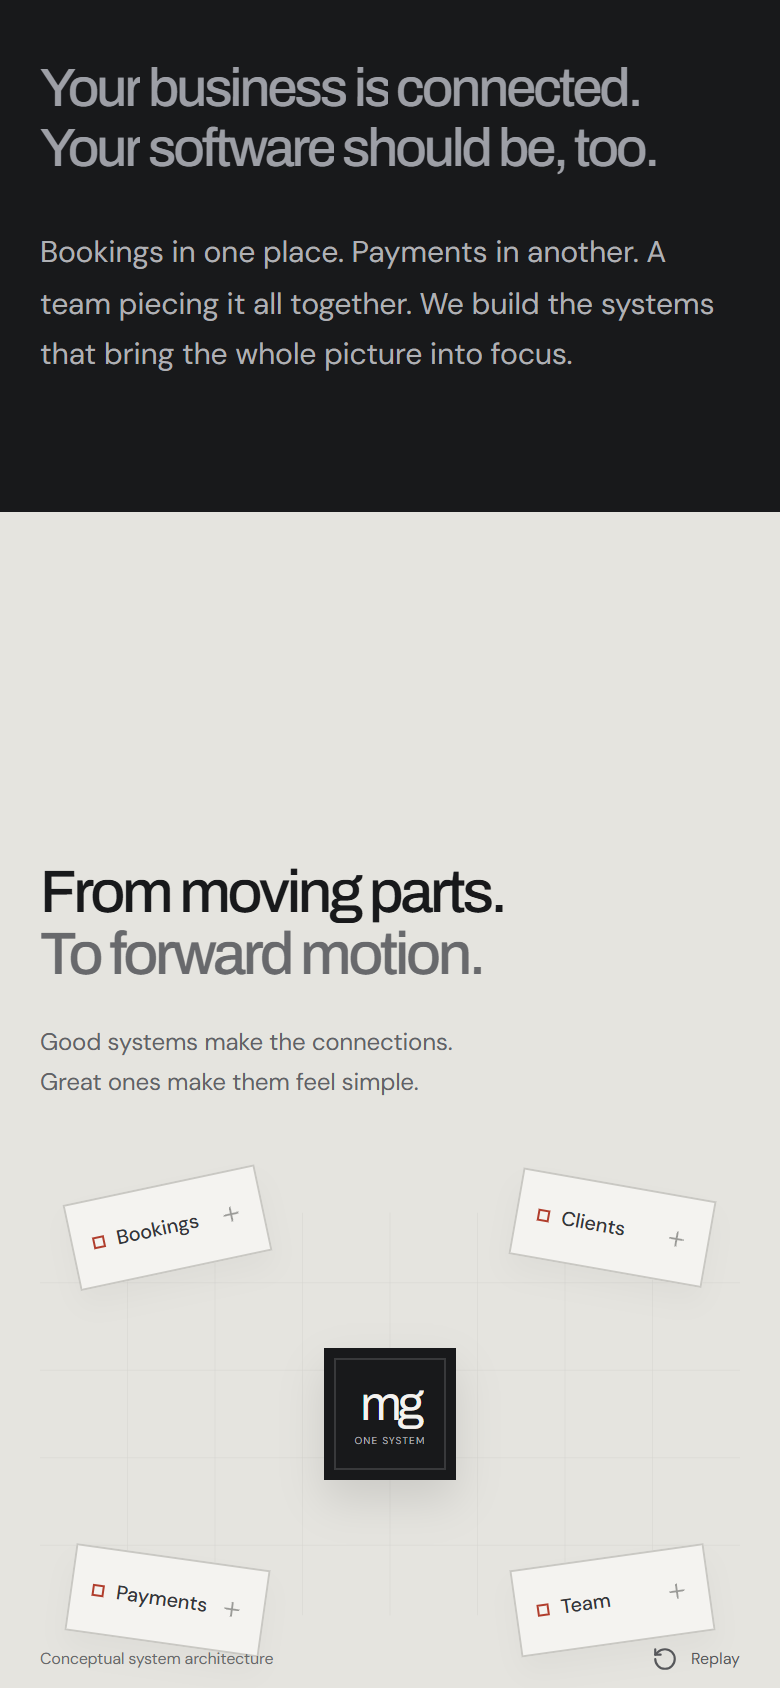 Your business is connected.
Your software should be, too.
Bookings in one place. Payments in another. A
team piecing it all together. We build the systems
that bring the whole picture into focus.
From moving parts.
To forward motion.
Good systems make the connections.
Great ones make them feel simple.
Bookings
Clients
mg
ONE SYSTEM
Payments
Team
Conceptual system architecture
Replay